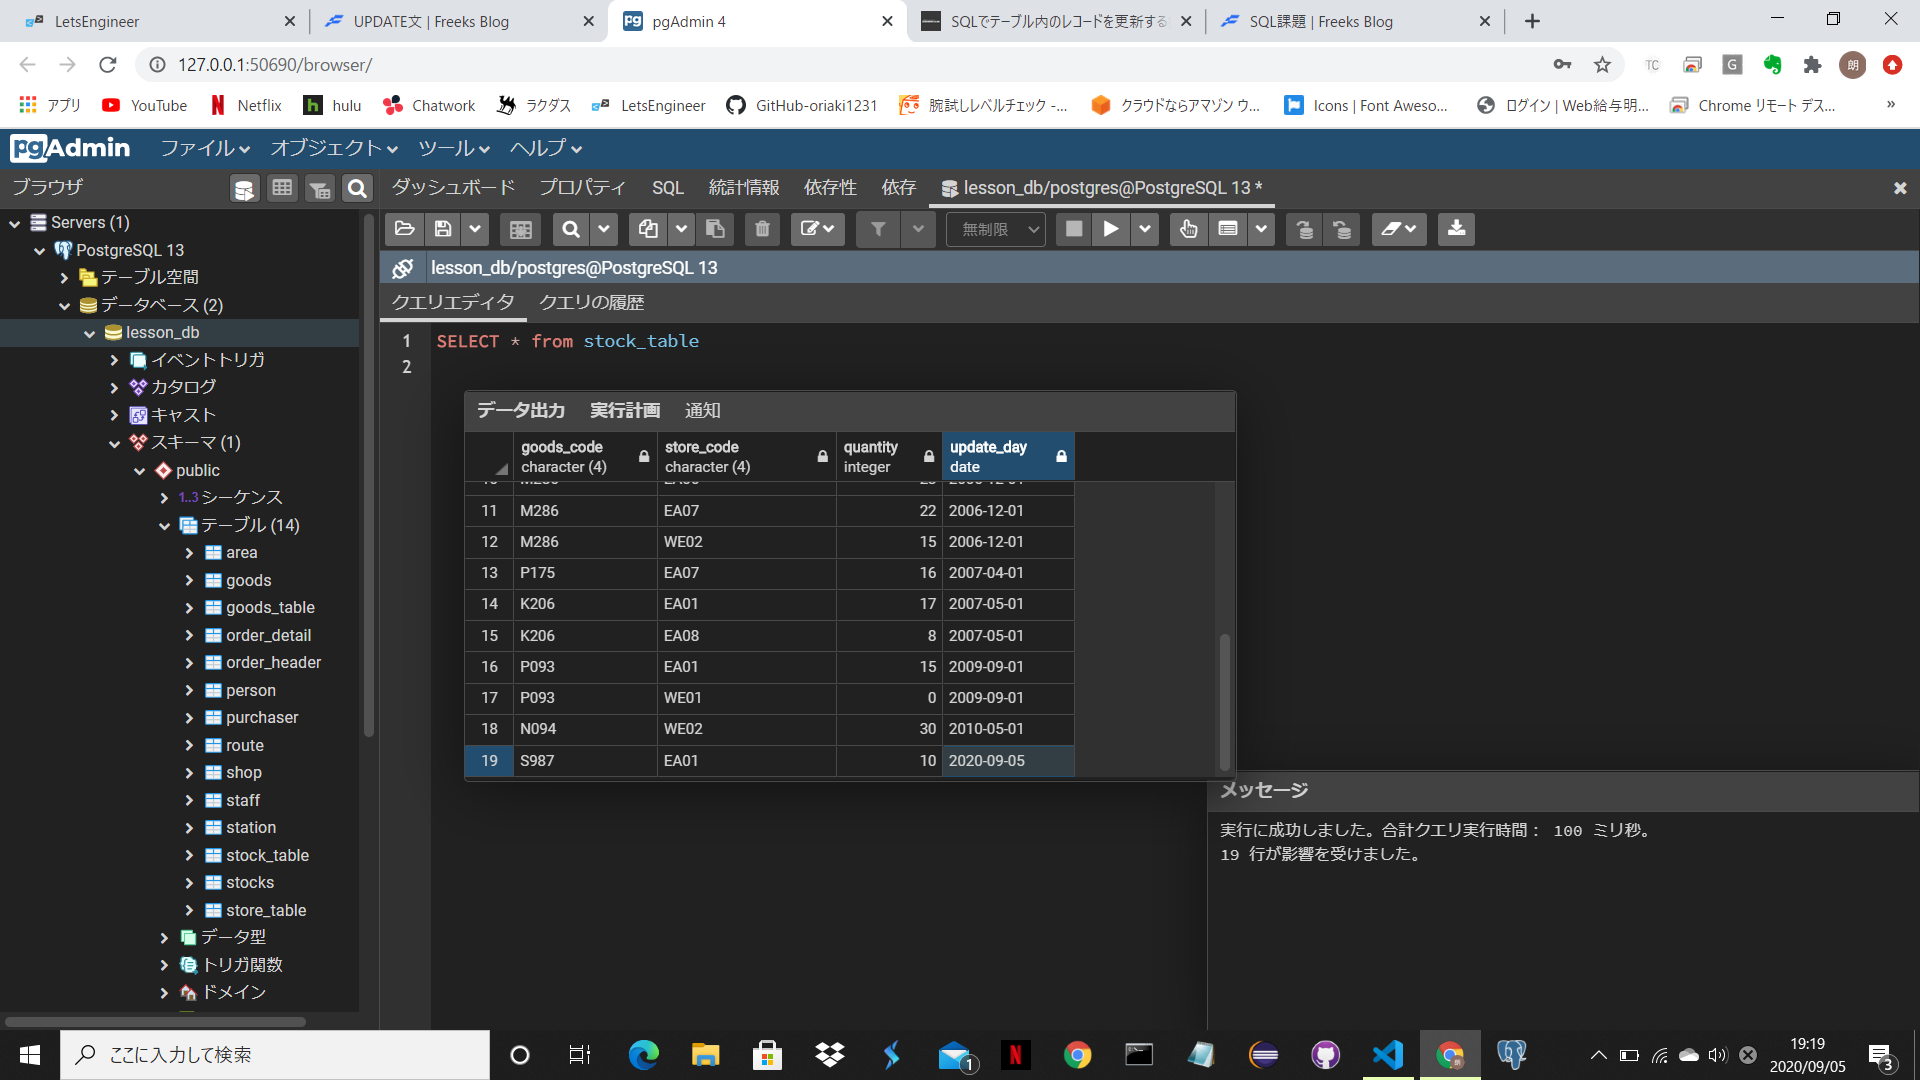 LetsEngineer
UPDATE文 | Freeks Blog
pgAdmin 4
SQLでテーブル内のレコードを更新する
SQL課題 | Freeks Blog
127.0.0.1:50690/browser/
TC
G
朗
アプリ
YouTube
Netflix
hulu
Chatwork
ラクダス
LetsEngineer
GitHub-oriaki1231
腕試しレベルチェック -...
クラウドならアマゾン ウ...
Icons | Font Aweso...
ログイン | Web給与明...
Chrome リモート デス...
»
pgAdmin
ファイル
オブジェクト
ツール
ヘルプ
ブラウザ
ダッシュボード
プロパティ
SQL
統計情報
依存性
依存
lesson_db/postgres@PostgreSQL 13 *
無制限
lesson_db/postgres@PostgreSQL 13
クエリエディタ
クエリの履歴
1 SELECT * from stock_table
2
Servers (1)
PostgreSQL 13
テーブル空間
データベース (2)
lesson_db
イベントトリガ
カタログ
キャスト
スキーマ (1)
public
1..3 シーケンス
テーブル (14)
area
goods
goods_table
order_detail
order_header
person
purchaser
route
shop
staff
station
stock_table
stocks
store_table
データ型
トリガ関数
ドメイン
データ出力 実行計画 通知
goods_code character (4)
store_code character (4)
quantity integer
update_day date
11 M286 EA07 22 2006-12-01
12 M286 WE02 15 2006-12-01
13 P175 EA07 16 2007-04-01
14 K206 EA01 17 2007-05-01
15 K206 EA08 8 2007-05-01
16 P093 EA01 15 2009-09-01
17 P093 WE01 0 2009-09-01
18 N094 WE02 30 2010-05-01
19 S987 EA01 10 2020-09-05
メッセージ
実行に成功しました。合計クエリ実行時間： 100 ミリ秒。
19 行が影響を受けました。
ここに入力して検索
1
19:19
2020/09/05
3